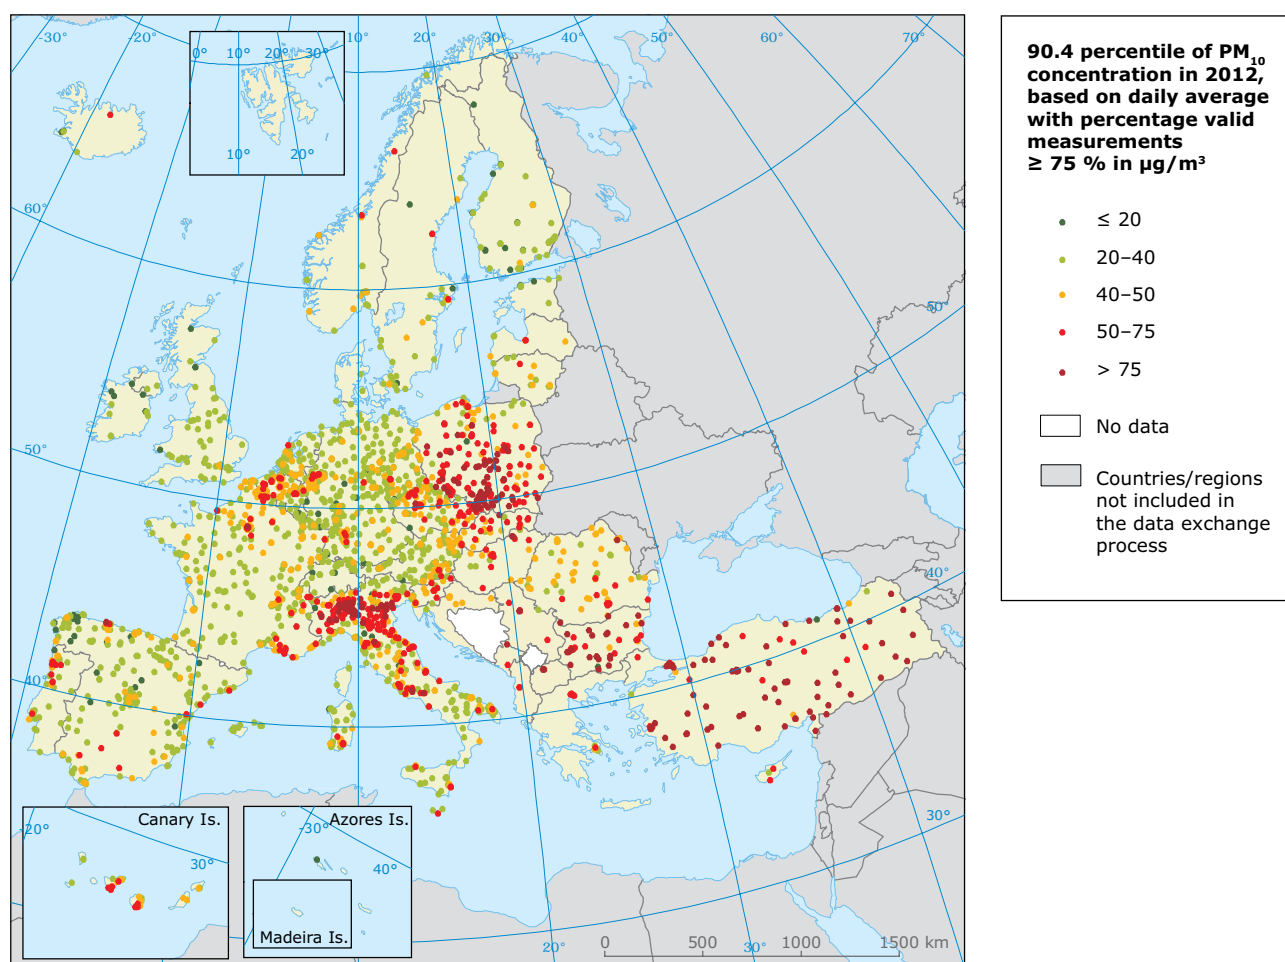 -30°
-20°
0°
10°
20°
30°
10°
20°
30°
40°
50°
60°
70°
10°
20°
60°
50°
50°
40°
40°
30°
20°
30°
Canary Is.
-20°
30°
Azores Is.
-30°
40°
Madeira Is.
0
500
1000
1500 km
90.4 percentile of PM₁₀
concentration in 2012,
based on daily average
with percentage valid
measurements
≥ 75 % in µg/m³
≤ 20
20–40
40–50
50–75
> 75
No data
Countries/regions
not included in
the data exchange
process